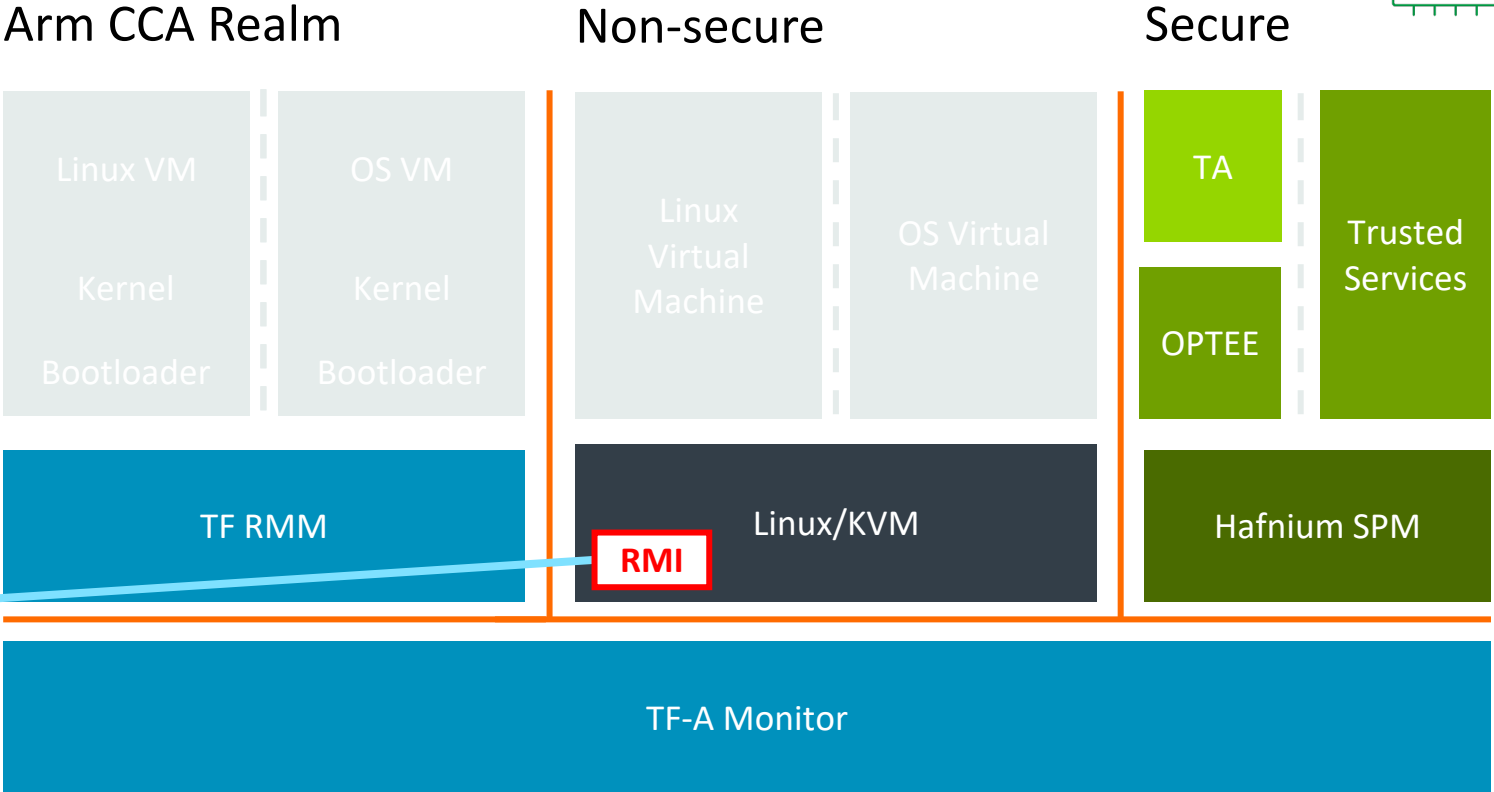 Arm CCA Realm
Non-secure
Secure
Linux VM
Kernel
Bootloader
OS VM
Kernel
Bootloader
Linux
Virtual
Machine
OS Virtual
Machine
TA
OPTEE
Trusted
Services
TF RMM
Linux/KVM
RMI
Hafnium SPM
TF-A Monitor